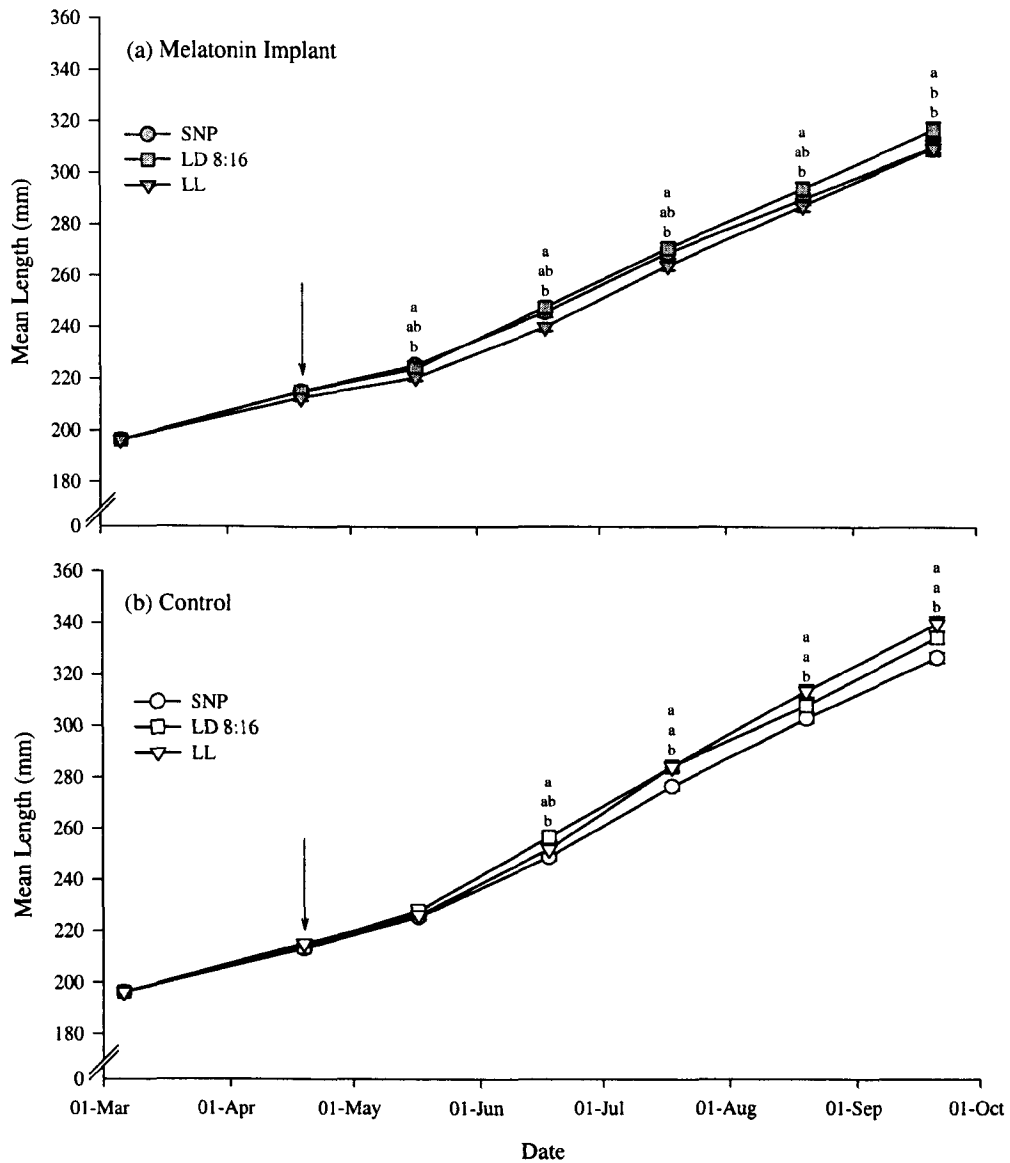 (a) Melatonin Implant
SNP
LD 8:16
LL
Mean Length (mm)
360
340
320
300
280
260
240
220
200
180
0
a
ab
b
a
ab
b
a
ab
b
a
ab
b
a
b
b
(b) Control
SNP
LD 8:16
LL
Mean Length (mm)
360
340
320
300
280
260
240
220
200
180
0
a
ab
b
a
a
b
a
a
b
a
a
b
01-Mar
01-Apr
01-May
01-Jun
01-Jul
01-Aug
01-Sep
01-Oct
Date